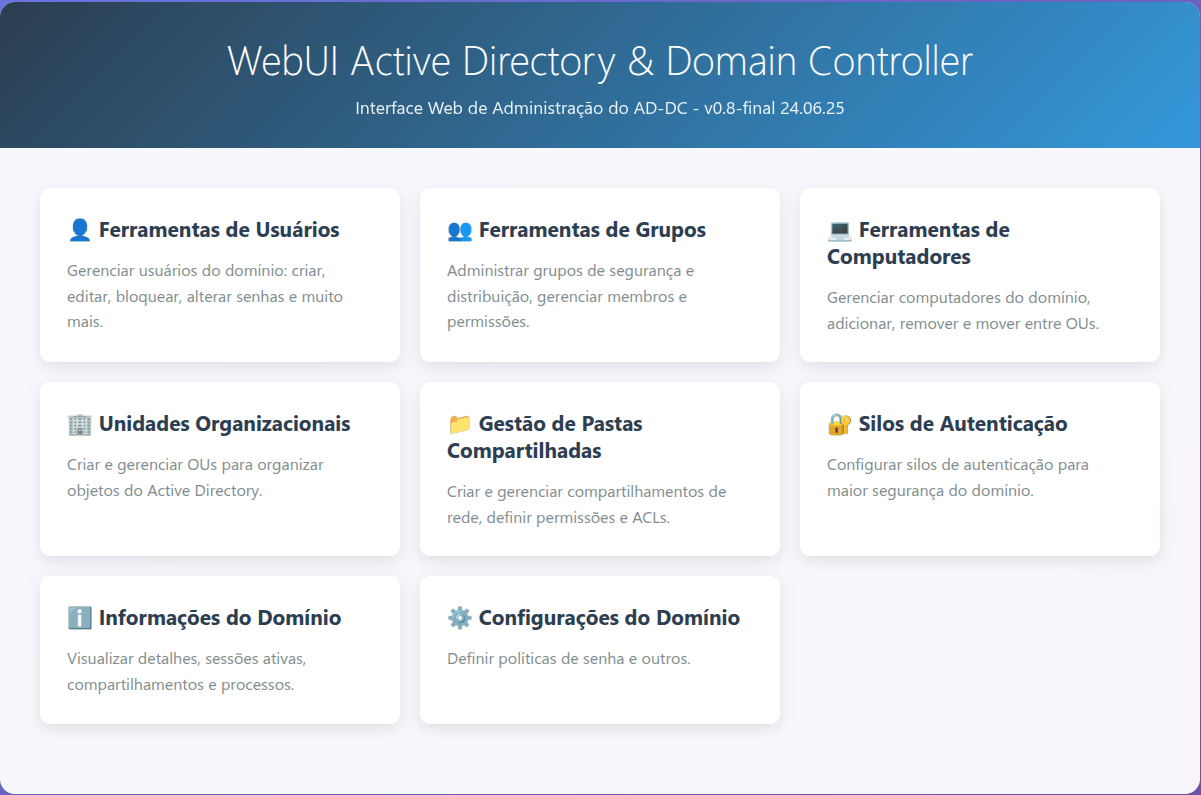 WebUI Active Directory & Domain Controller
Interface Web de Administração do AD-DC - v0.8-final 24.06.25
👤 Ferramentas de Usuários
Gerenciar usuários do domínio: criar,
editar, bloquear, alterar senhas e muito
mais.
👥 Ferramentas de Grupos
Administrar grupos de segurança e
distribuição, gerenciar membros e
permissões.
💻 Ferramentas de
Computadores
Gerenciar computadores do domínio,
adicionar, remover e mover entre OUs.
🏢 Unidades Organizacionais
Criar e gerenciar OUs para organizar
objetos do Active Directory.
📁 Gestão de Pastas
Compartilhadas
Criar e gerenciar compartilhamentos de
rede, definir permissões e ACLs.
🔐 Silos de Autenticação
Configurar silos de autenticação para
maior segurança do domínio.
ℹ️ Informações do Domínio
Visualizar detalhes, sessões ativas,
compartilhamentos e processos.
⚙️ Configurações do Domínio
Definir políticas de senha e outros.